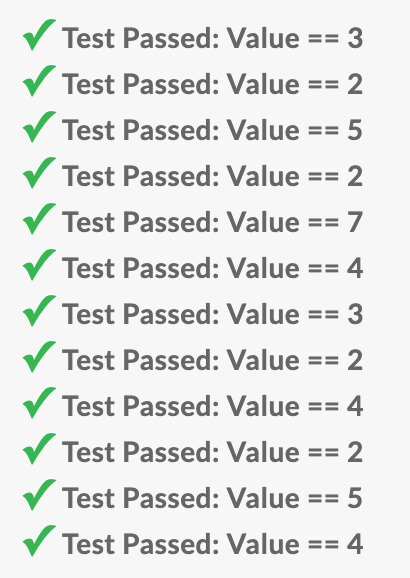 Test Passed: Value == 3
Test Passed: Value == 2
Test Passed: Value == 5
Test Passed: Value == 2
Test Passed: Value == 7
Test Passed: Value == 4
Test Passed: Value == 3
Test Passed: Value == 2
Test Passed: Value == 4
Test Passed: Value == 2
Test Passed: Value == 5
Test Passed: Value == 4